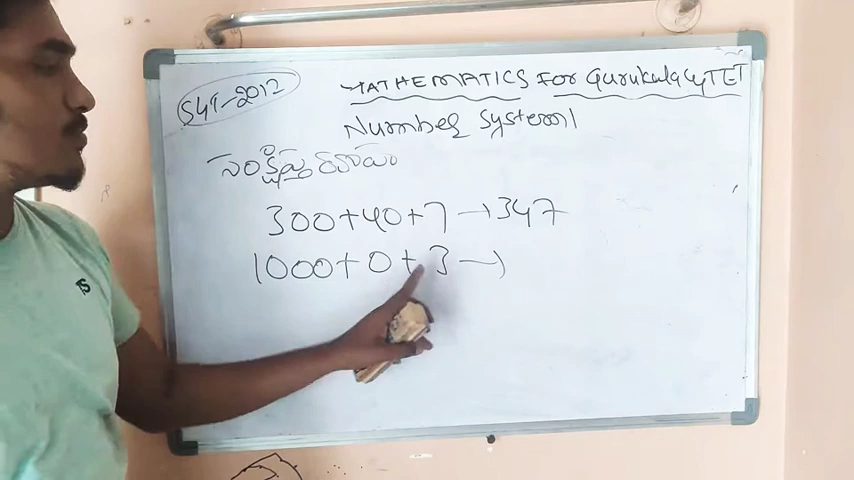 SGT-2012
MATHEMATICS For Gurukula,TET
Number System
సంక్షిప్త రూపం
300+40+7 → 347
1000+0+3 →